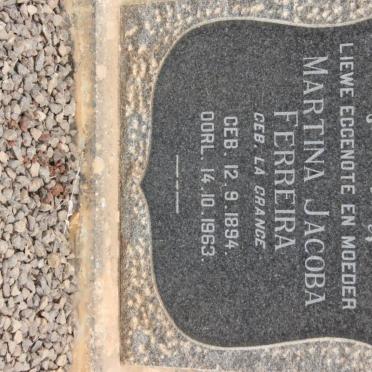 LIEWE EGGENOTE EN MOEDER
MARTINA JACOBA
FERREIRA
GEB. LA GRANGE
GEB. 12.9.1894.
OORL. 14.10.1963.